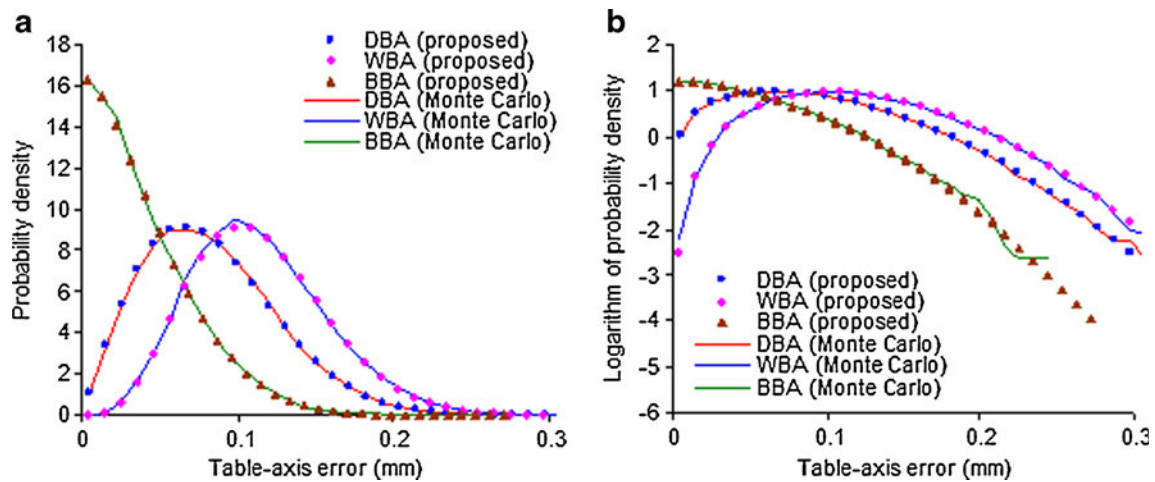 a
18
16
14
12
10
8
6
4
2
0
Probability density
DBA (proposed)
WBA (proposed)
BBA (proposed)
DBA (Monte Carlo)
WBA (Monte Carlo)
BBA (Monte Carlo)
0
0.1
0.2
0.3
Table-axis error (mm)
b
2
1
0
-1
-2
-3
-4
-5
-6
Logarithm of probability density
DBA (proposed)
WBA (proposed)
BBA (proposed)
DBA (Monte Carlo)
WBA (Monte Carlo)
BBA (Monte Carlo)
0
0.1
0.2
0.3
Table-axis error (mm)